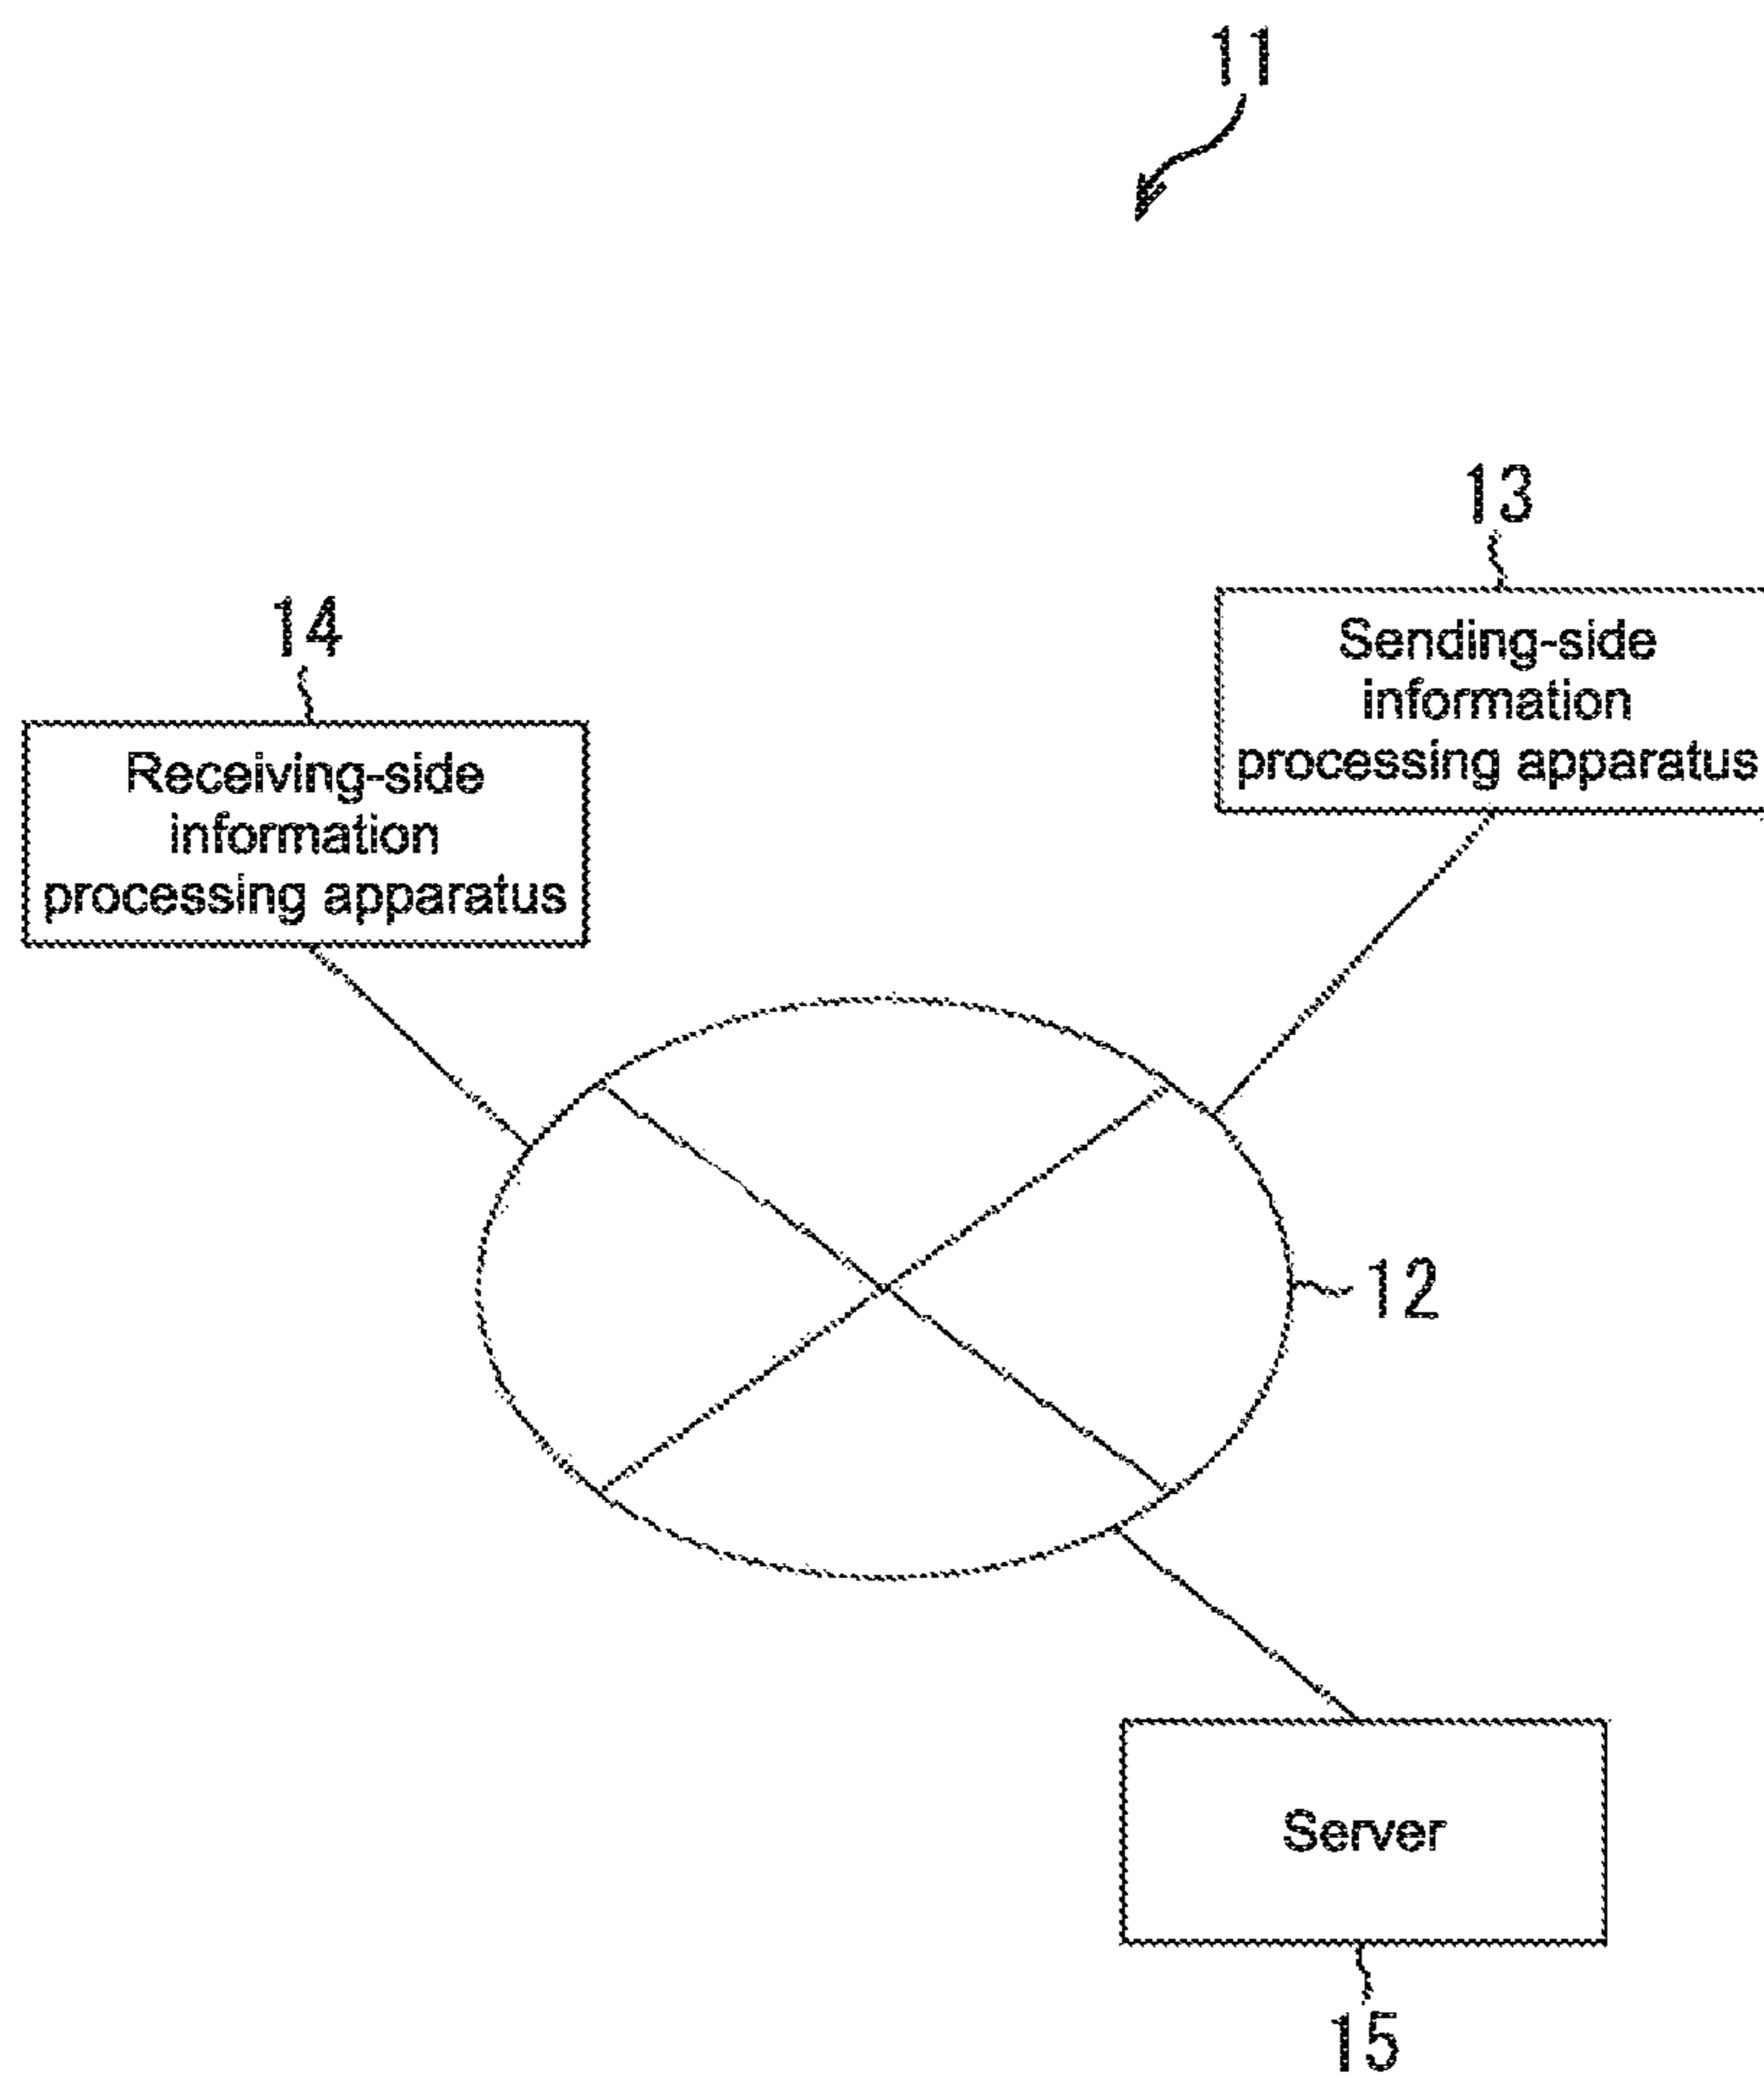 11
13
Sending-side
information
processing apparatus
14
Receiving-side
information
processing apparatus
12
Server
15